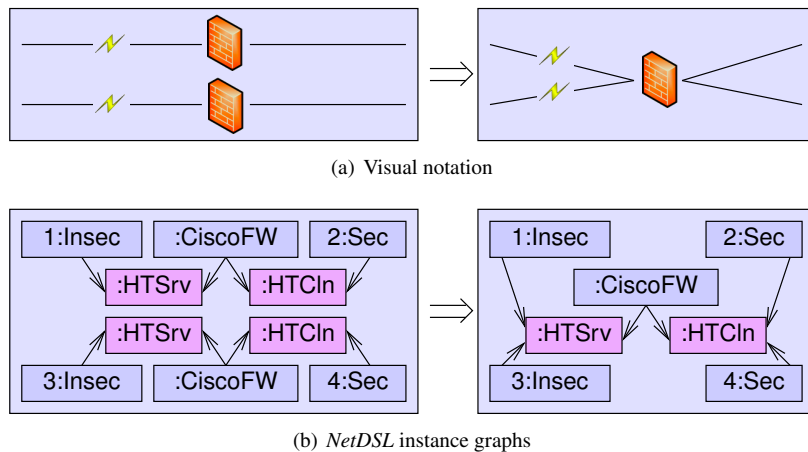 (a) Visual notation
1:Insec :CiscoFW 2:Sec
:HTSrv :HTCln
:HTSrv :HTCln
3:Insec :CiscoFW 4:Sec
1:Insec 2:Sec
:CiscoFW
:HTSrv :HTCln
3:Insec 4:Sec
(b) NetDSL instance graphs